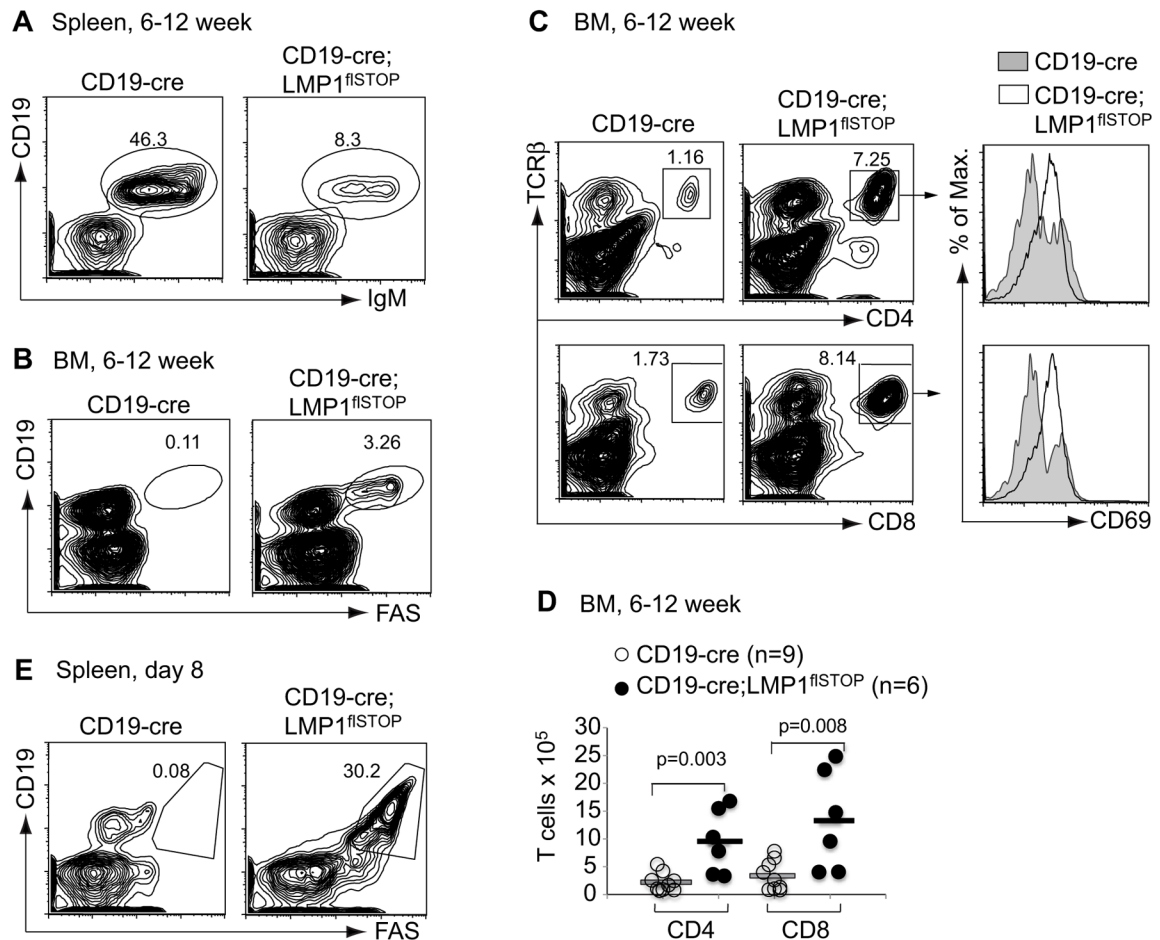 A Spleen, 6-12 week
CD19-cre
CD19-cre;
LMP1flSTOP
CD19
46.3
8.3
IgM
B BM, 6-12 week
CD19-cre
CD19-cre;
LMP1flSTOP
CD19
0.11
3.26
FAS
E Spleen, day 8
CD19-cre
CD19-cre;
LMP1flSTOP
CD19
0.08
30.2
FAS
C BM, 6-12 week
CD19-cre
CD19-cre;
LMP1flSTOP
CD19-cre
CD19-cre;
LMP1flSTOP
TCRβ
1.16
7.25
% of Max.
CD4
1.73
8.14
CD8
CD69
D BM, 6-12 week
CD19-cre (n=9)
CD19-cre;LMP1flSTOP (n=6)
T cells x 10⁵
30
25
20
15
10
5
0
p=0.003
p=0.008
CD4
CD8